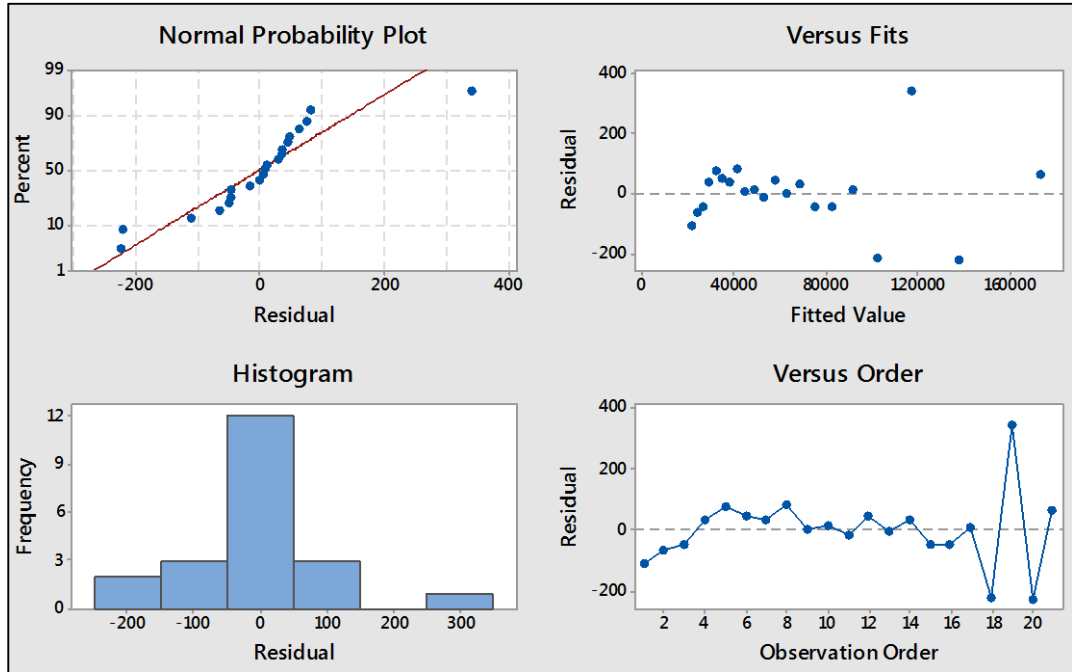 Normal Probability Plot
99
90
50
10
1
Percent
-200 0 200 400
Residual
Versus Fits
400
200
0
-200
Residual
0 40000 80000 120000 160000
Fitted Value
Histogram
12
9
6
3
0
Frequency
-200 -100 0 100 200 300
Residual
Versus Order
400
200
0
-200
Residual
2 4 6 8 10 12 14 16 18 20
Observation Order